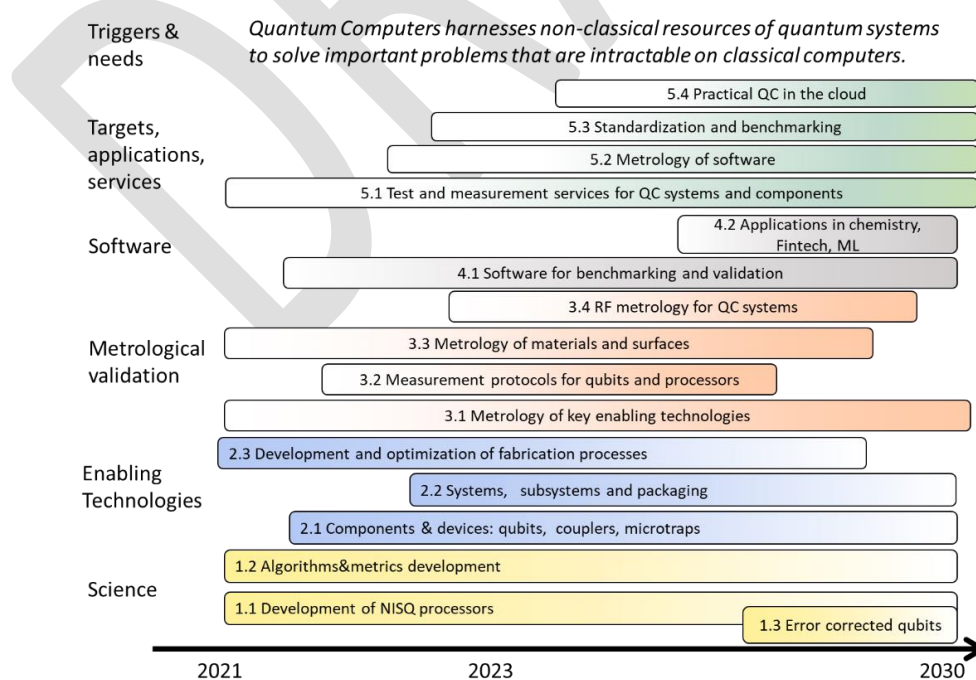 Triggers &
needs
Quantum Computers harnesses non-classical resources of quantum systems
to solve important problems that are intractable on classical computers.
Targets,
applications,
services
5.4 Practical QC in the cloud
5.3 Standardization and benchmarking
5.2 Metrology of software
5.1 Test and measurement services for QC systems and components
Software
4.2 Applications in chemistry,
Fintech, ML
4.1 Software for benchmarking and validation
Metrological
validation
3.4 RF metrology for QC systems
3.3 Metrology of materials and surfaces
3.2 Measurement protocols for qubits and processors
3.1 Metrology of key enabling technologies
Enabling
Technologies
2.3 Development and optimization of fabrication processes
2.2 Systems, subsystems and packaging
2.1 Components & devices: qubits, couplers, microtraps
Science
1.2 Algorithms&metrics development
1.1 Development of NISQ processors
1.3 Error corrected qubits
2021 2023 2030